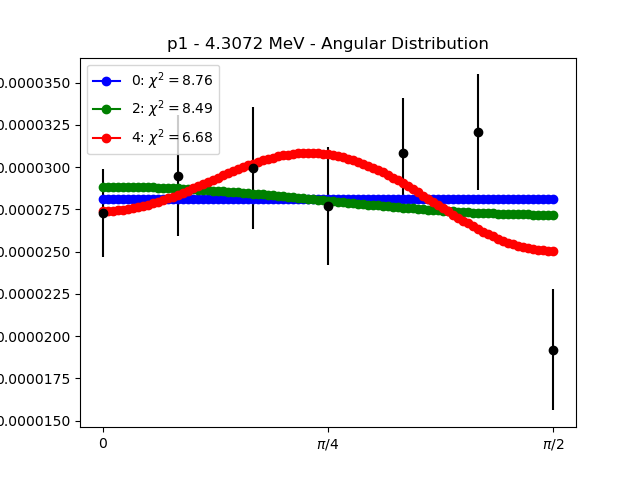 p1 - 4.3072 MeV - Angular Distribution
0: χ² = 8.76
2: χ² = 8.49
4: χ² = 6.68
0.0000350
0.0000325
0.0000300
0.0000275
0.0000250
0.0000225
0.0000200
0.0000175
0.0000150
0
π/4
π/2